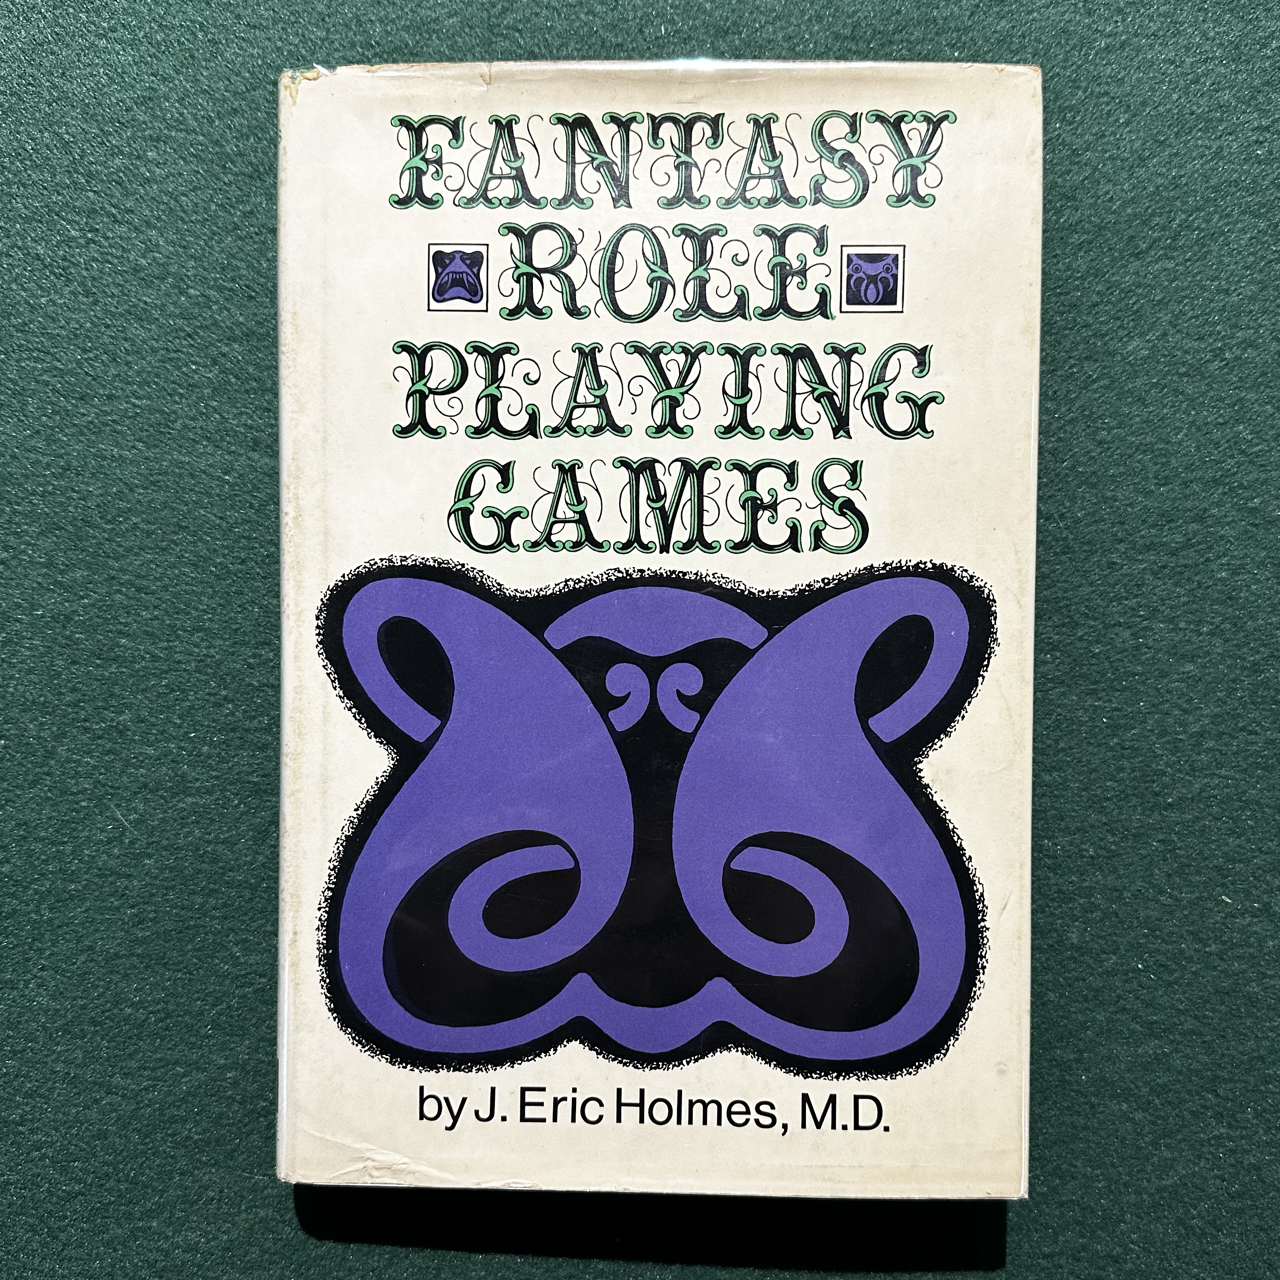 FANTASY
ROLE
PLAYING
GAMES
by J. Eric Holmes, M.D.